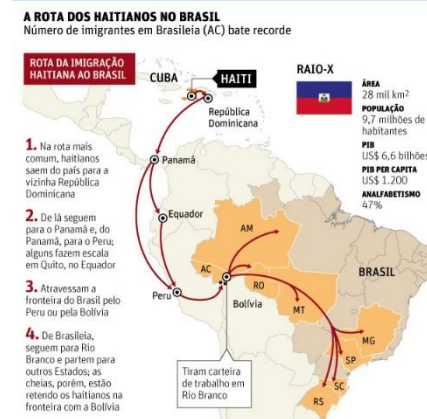 A ROTA DOS HAITIANOS NO BRASIL
Número de imigrantes em Brasileia (AC) bate recorde
ROTA DA IMIGRAÇÃO
HAITIANA AO BRASIL
1. Na rota mais
comum, haitianos
saem do país para a
vizinha República
Dominicana
2. De lá seguem
para o Panamá e, do
Panamá, para o Peru;
alguns fazem escala
em Quito, no Equador
3. Atravessam a
fronteira do Brasil pelo
Peru ou pela Bolívia
4. De Brasileia,
seguem para Rio
Branco e partem para
outros Estados; as
cheias, porém, estão
retendo os haitianos na
fronteira com a Bolívia
CUBA
HAITI
República
Dominicana
Panamá
Equador
Peru
Bolívia
BRASIL
AM
AC
RO
MT
MG
SP
SC
RS
Tiram carteira
de trabalho em
Rio Branco
RAIO-X
ÁREA
28 mil km²
POPULAÇÃO
9,7 milhões de
habitantes
PIB
US$ 6,6 bilhões
PIB PER CAPITA
US$ 1.200
ANALFABETISMO
47%